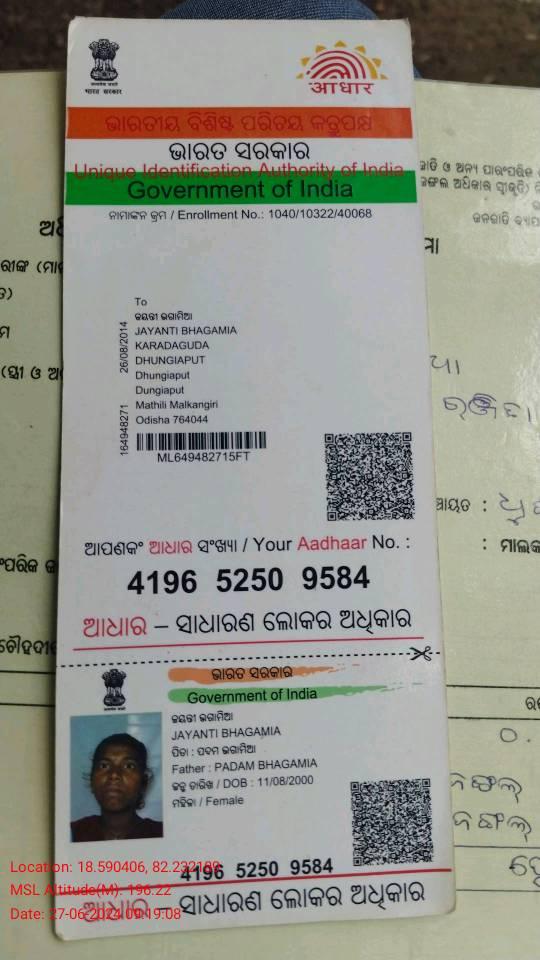 भारत सरकार
आधार
ଭାରତୀୟ ବିଶିଷ୍ଟ ପରିଚୟ କର୍ତ୍ତୃପକ୍ଷ
ଭାରତ ସରକାର
Unique Identification Authority of India
Government of India
ନାମାଙ୍କନ କ୍ରମ / Enrollment No.: 1040/10322/40068
To
ଜୟନ୍ତୀ ଭଗାମିଆ
JAYANTI BHAGAMIA
KARADAGUDA
DHUNGIAPUT
Dhungiaput
Dungiaput
Mathili Malkangiri
Odisha 764044
26/08/2014
164948271
ML649482715FT
ଆପଣଙ୍କ ଆଧାର ସଂଖ୍ୟା / Your Aadhaar No. :
4196 5250 9584
ଆଧାର – ସାଧାରଣ ଲୋକର ଅଧିକାର
ଭାରତ ସରକାର
Government of India
ଜୟନ୍ତୀ ଭଗାମିଆ
JAYANTI BHAGAMIA
ପିତା : ପଦମ ଭଗାମିଆ
Father : PADAM BHAGAMIA
ଜନ୍ମ ତାରିଖ / DOB : 11/08/2000
ମହିଳା / Female
4196 5250 9584
ଆଧାର – ସାଧାରଣ ଲୋକର ଅଧିକାର
Location: 18.590406, 82.232189
MSL Altitude(M): 196.22
Date: 27-06-2024 09:19:08